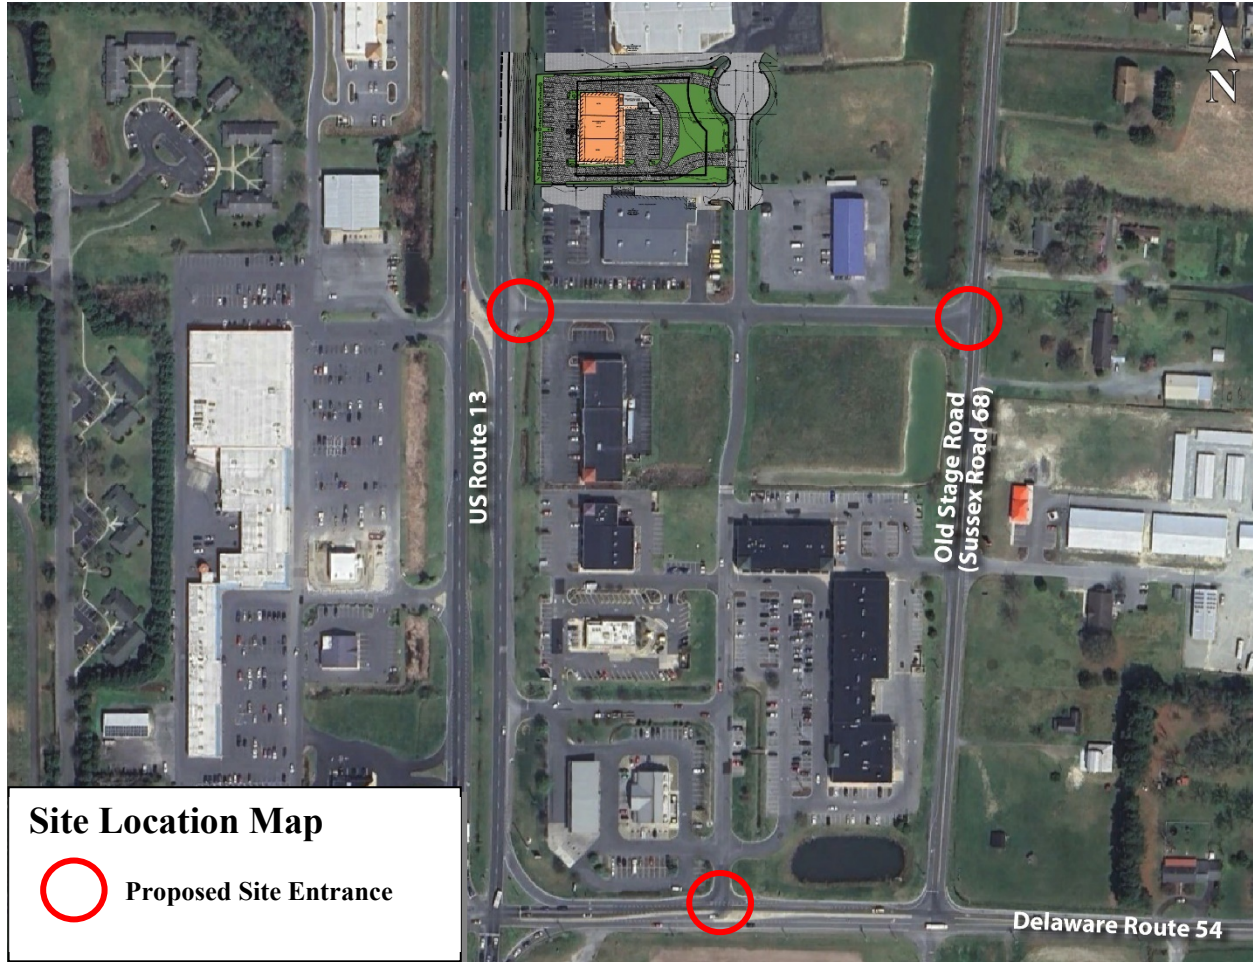 N
US Route 13
Old Stage Road
(Sussex Road 68)
Delaware Route 54
Site Location Map
Proposed Site Entrance